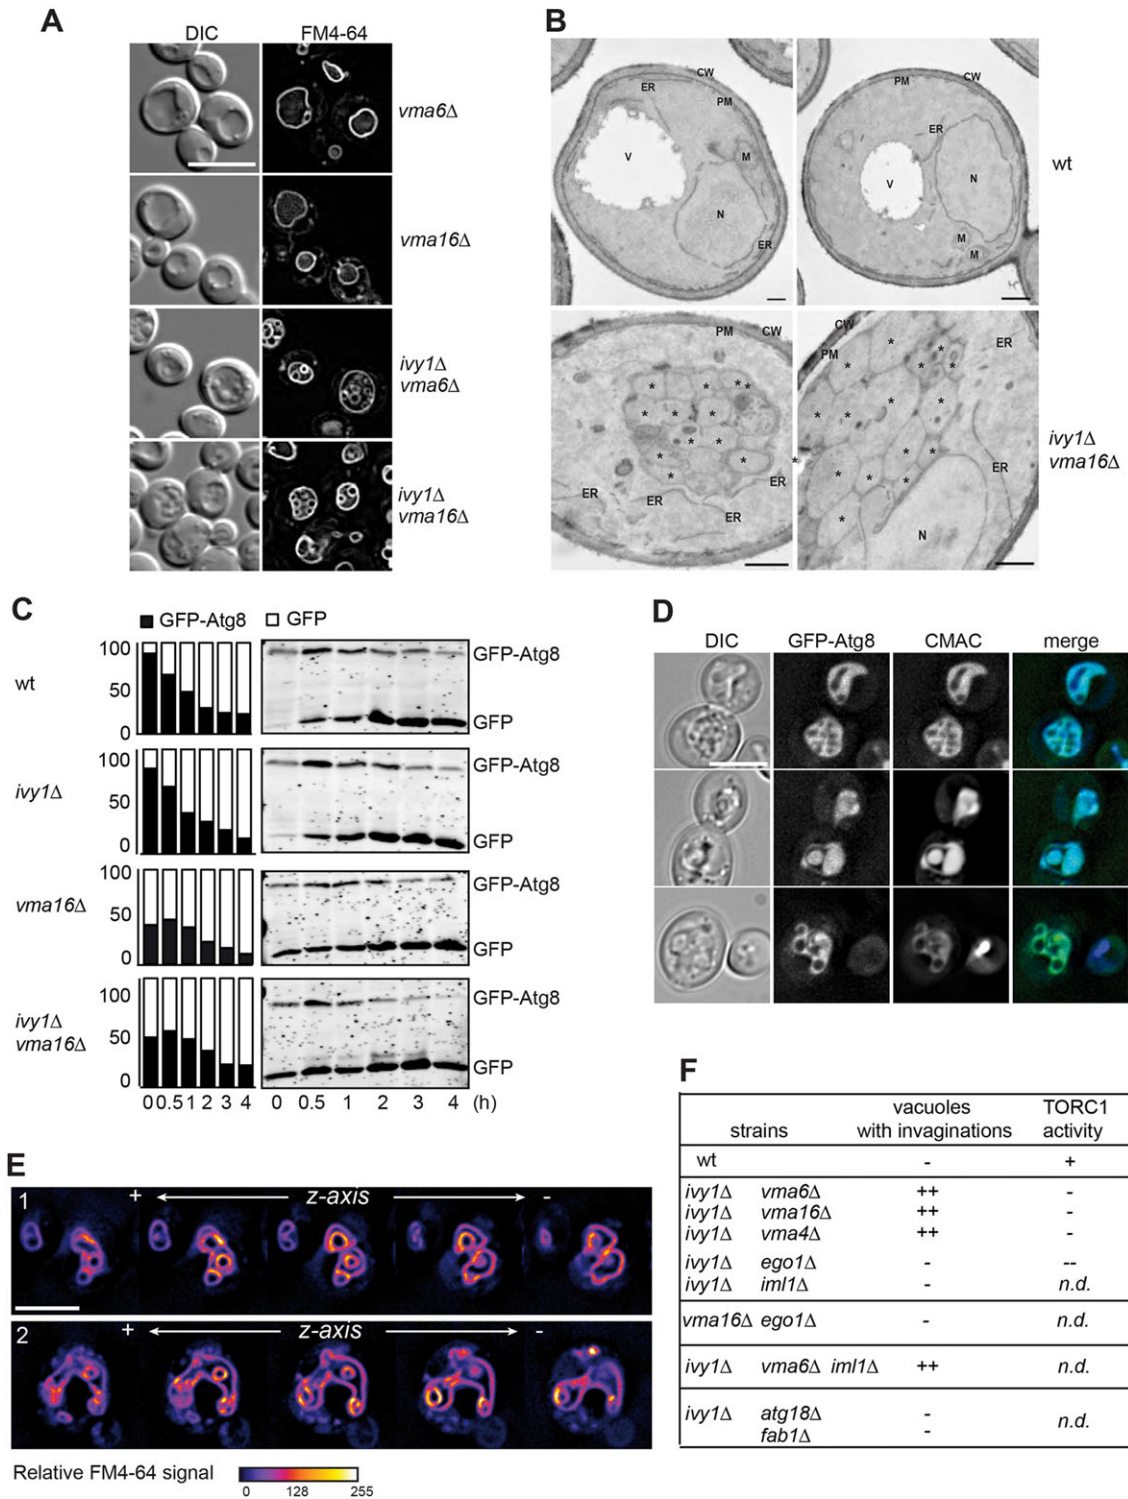 A
DIC FM4-64
vma6Δ
vma16Δ
ivy1Δ
vma6Δ
ivy1Δ
vma16Δ
B
CW
ER
PM
V
M
N
ER
PM
CW
ER
V
N
M
M
wt
PM CW
* * * * *
* * * *
* * *
* * * *
ER ER ER
CW
PM
ER
* * * *
* * * *
* * * *
* *
ER
N
ivy1Δ
vma16Δ
C
GFP-Atg8 GFP
wt
100
50
0
GFP-Atg8
GFP
ivy1Δ
100
50
0
GFP-Atg8
GFP
vma16Δ
100
50
0
GFP-Atg8
GFP
ivy1Δ
vma16Δ
100
50
0
GFP-Atg8
GFP
0 0.5 1 2 3 4 0 0.5 1 2 3 4 (h)
D
DIC GFP-Atg8 CMAC merge
E
1 + z-axis -
2 + z-axis -
Relative FM4-64 signal
0 128 255
F
strains vacuoles with invaginations TORC1 activity
wt - +
ivy1Δ vma6Δ ++ -
ivy1Δ vma16Δ ++ -
ivy1Δ vma4Δ ++ -
ivy1Δ ego1Δ - --
ivy1Δ iml1Δ - n.d.
vma16Δ ego1Δ - n.d.
ivy1Δ vma6Δ iml1Δ ++ n.d.
ivy1Δ atg18Δ - n.d.
fab1Δ -